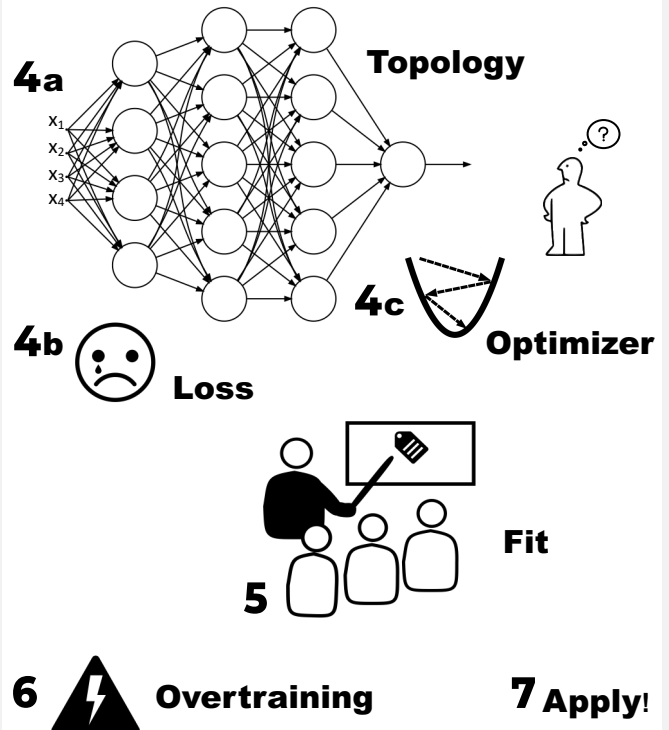 4a
Topology
x₁
x₂
x₃
x₄
?
4b
Loss
4c
Optimizer
5
Fit
6
Overtraining
7 Apply!